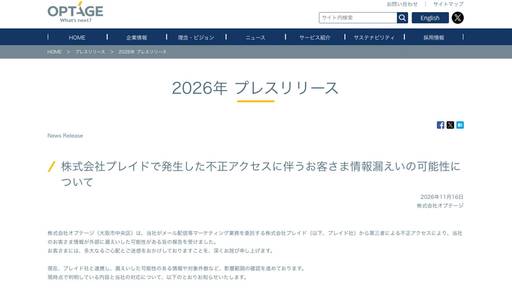 OPTAGE
What's next?
お問い合わせ | サイトマップ
サイト内検索
English
HOME 企業情報 理念・ビジョン ニュース サービス紹介 サステナビリティ 採用情報
HOME > プレスリリース > 2026年 プレスリリース
2026年 プレスリリース
News Release
株式会社プレイドで発生した不正アクセスに伴うお客さま情報漏えいの可能性に
ついて
2026年11月16日
株式会社オプテージ
株式会社オプテージ（大阪市中央区）は、当社がメール配信等マーケティング業務を委託する株式会社プレイド（以下、プレイド社）から第三者による不正アクセスにより、当社
のお客さま情報が外部に漏えいした可能性がある旨の報告を受けました。
お客さまには、多大なるご心配とご迷惑をおかけしておりますことを、深くお詫び申し上げます。
現在、プレイド社と連携し、漏えいした可能性のある情報や対象件数など、影響範囲の確認を進めております。
現時点で判明している内容と当社の対応について、以下のとおりお知らせいたします。